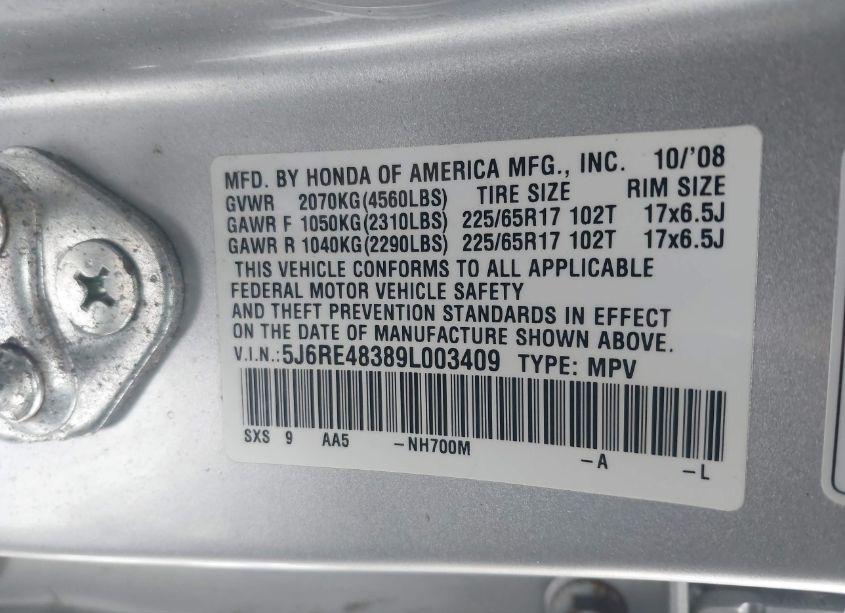 MFD. BY HONDA OF AMERICA MFG., INC. 10/'08
GVWR 2070KG(4560LBS) TIRE SIZE RIM SIZE
GAWR F 1050KG(2310LBS) 225/65R17 102T 17x6.5J
GAWR R 1040KG(2290LBS) 225/65R17 102T 17x6.5J
THIS VEHICLE CONFORMS TO ALL APPLICABLE
FEDERAL MOTOR VEHICLE SAFETY
AND THEFT PREVENTION STANDARDS IN EFFECT
ON THE DATE OF MANUFACTURE SHOWN ABOVE.
V.I.N.:5J6RE48389L003409 TYPE: MPV
SXS 9 AA5 -NH700M -A -L